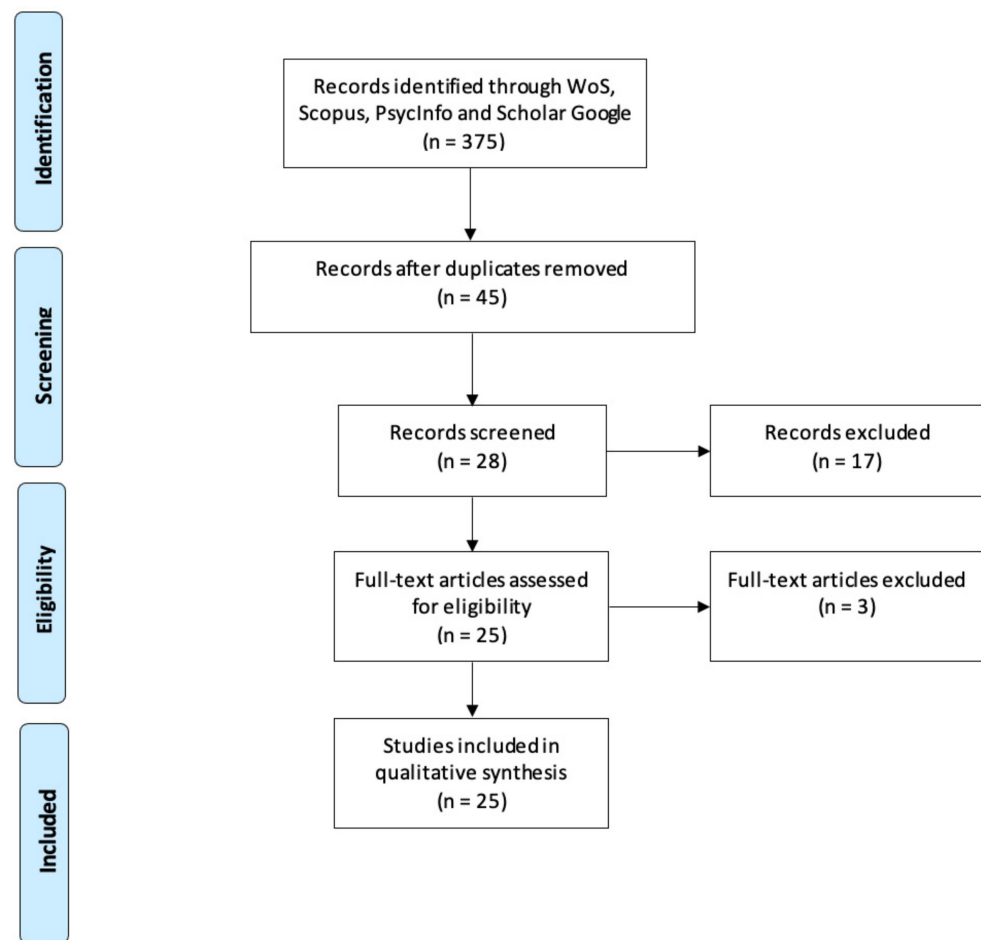 Identification
Records identified through WoS,
Scopus, PsycInfo and Scholar Google
(n = 375)
Records after duplicates removed
(n = 45)
Screening
Records screened
(n = 28)
Records excluded
(n = 17)
Eligibility
Full-text articles assessed
for eligibility
(n = 25)
Full-text articles excluded
(n = 3)
Included
Studies included in
qualitative synthesis
(n = 25)